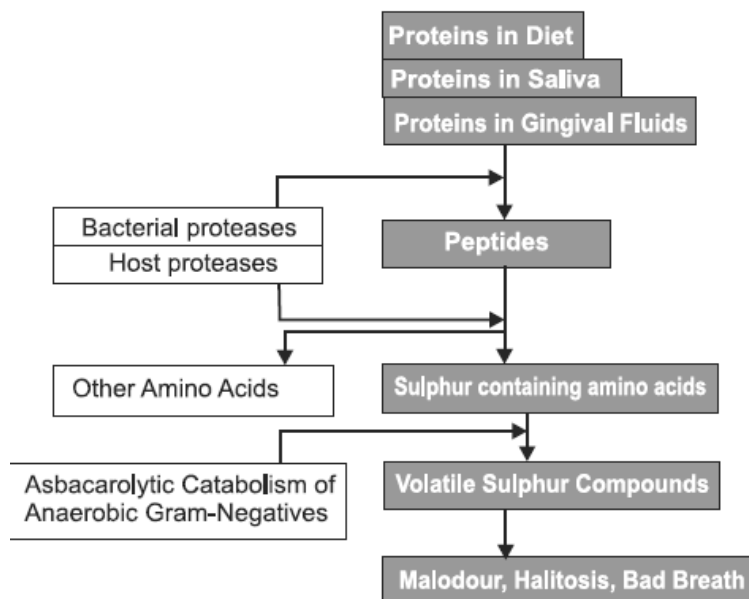 Proteins in Diet
Proteins in Saliva
Proteins in Gingival Fluids
Bacterial proteases
Host proteases
Peptides
Other Amino Acids
Sulphur containing amino acids
Asbacarolytic Catabolism of
Anaerobic Gram-Negatives
Volatile Sulphur Compounds
Malodour, Halitosis, Bad Breath